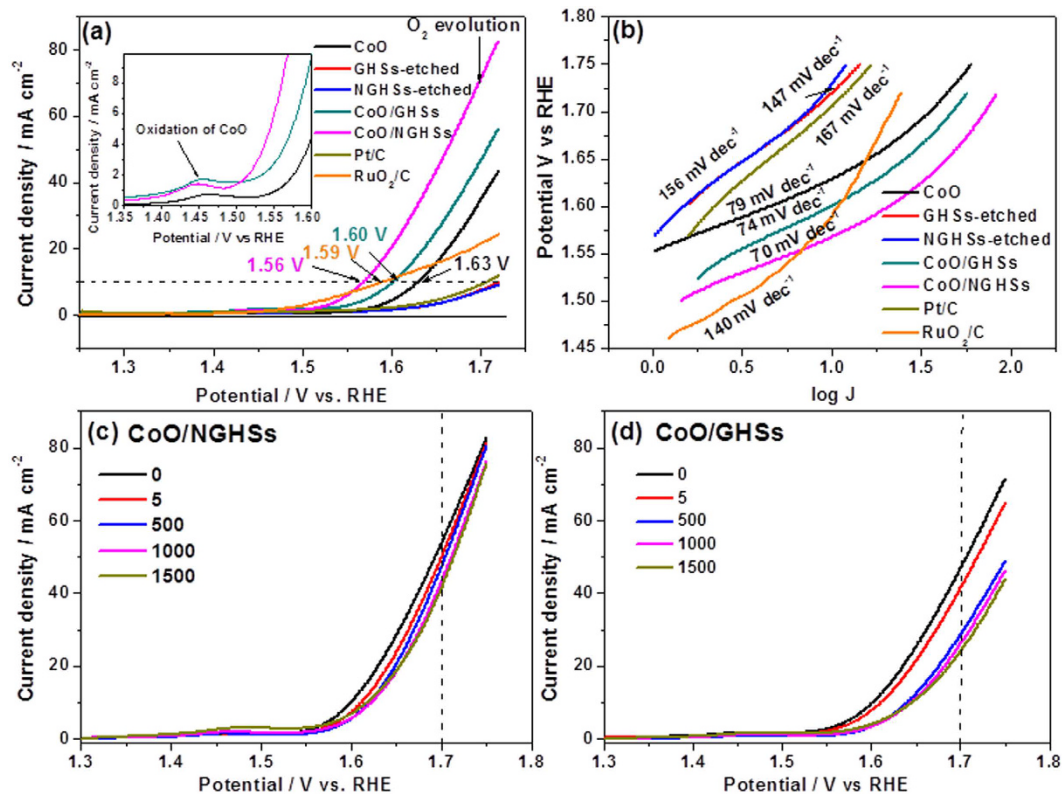 (a)
O2 evolution
CoO
GHSs-etched
NGHSs-etched
CoO/GHSs
CoO/NGHSs
Pt/C
RuO2/C
Oxidation of CoO
Current density / mA cm-2
8
6
4
2
0
1.35 1.40 1.45 1.50 1.55 1.60
Potential / V vs RHE
1.60 V
1.59 V
1.56 V
1.63 V
Current density / mA cm-2
80
60
40
20
0
1.3 1.4 1.5 1.6 1.7
Potential / V vs. RHE
(b)
147 mV dec-1
167 mV dec-1
156 mV dec-1
79 mV dec-1
74 mV dec-1
70 mV dec-1
140 mV dec-1
CoO
GHSs-etched
NGHSs-etched
CoO/GHSs
CoO/NGHSs
Pt/C
RuO2/C
Potential V vs RHE
1.80
1.75
1.70
1.65
1.60
1.55
1.50
1.45
0.0 0.5 1.0 1.5 2.0
log J
(c) CoO/NGHSs
0
5
500
1000
1500
Current density / mA cm-2
80
60
40
20
0
1.3 1.4 1.5 1.6 1.7 1.8
Potential / V vs RHE
(d) CoO/GHSs
0
5
500
1000
1500
Current density / mA cm-2
80
60
40
20
0
1.3 1.4 1.5 1.6 1.7 1.8
Potential / V vs RHE